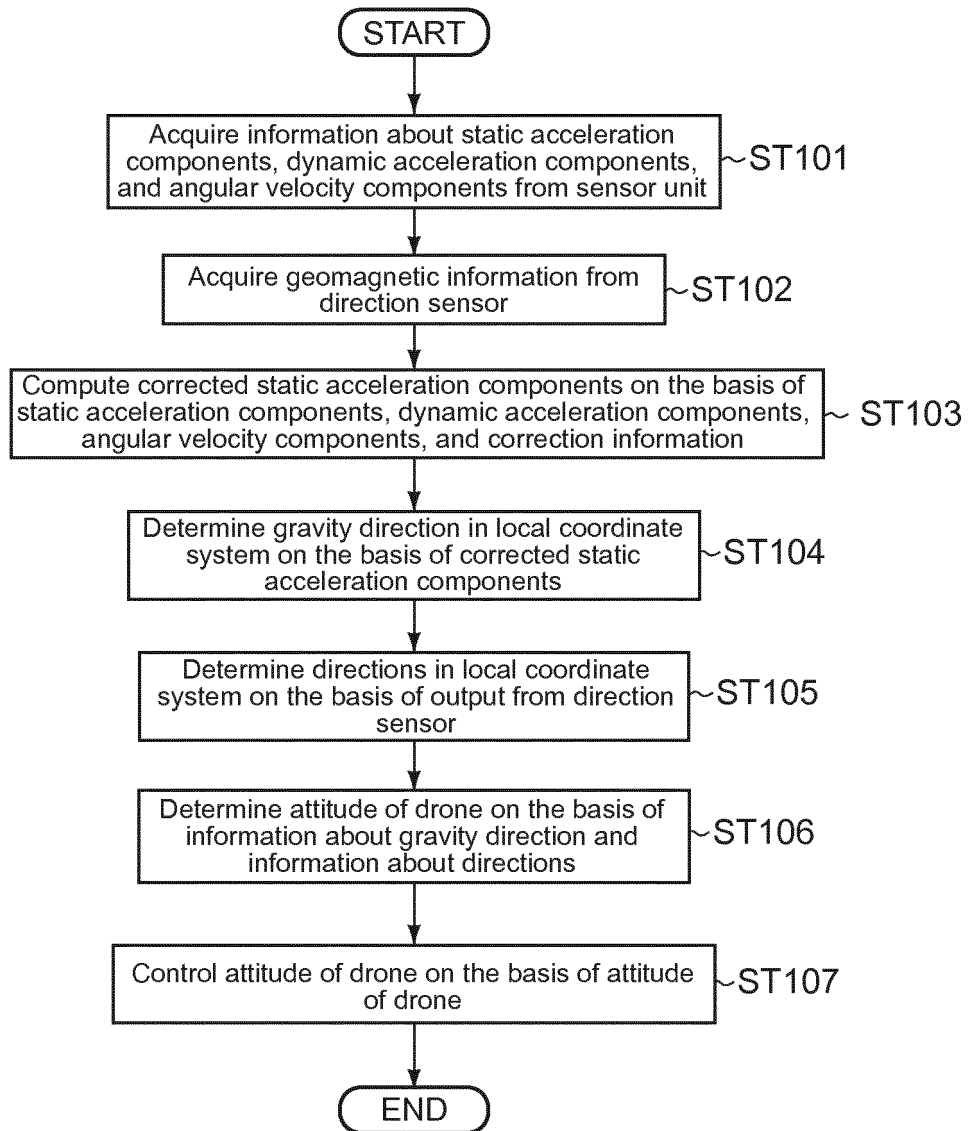 START
Acquire information about static acceleration
components, dynamic acceleration components,
and angular velocity components from sensor unit
ST101
Acquire geomagnetic information from
direction sensor
ST102
Compute corrected static acceleration components on the basis of
static acceleration components, dynamic acceleration components,
angular velocity components, and correction information
ST103
Determine gravity direction in local coordinate
system on the basis of corrected static
acceleration components
ST104
Determine directions in local coordinate
system on the basis of output from direction
sensor
ST105
Determine attitude of drone on the basis of
information about gravity direction and
information about directions
ST106
Control attitude of drone on the basis of attitude
of drone
ST107
END